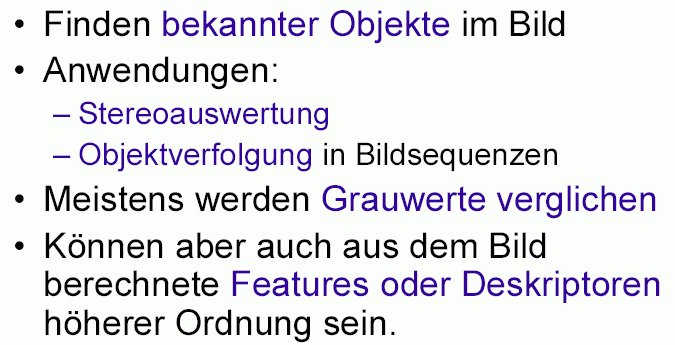 • Finden bekannter Objekte im Bild
• Anwendungen:
– Stereoauswertung
– Objektverfolgung in Bildsequenzen
• Meistens werden Grauwerte verglichen
• Können aber auch aus dem Bild
berechnete Features oder Deskriptoren
höherer Ordnung sein.